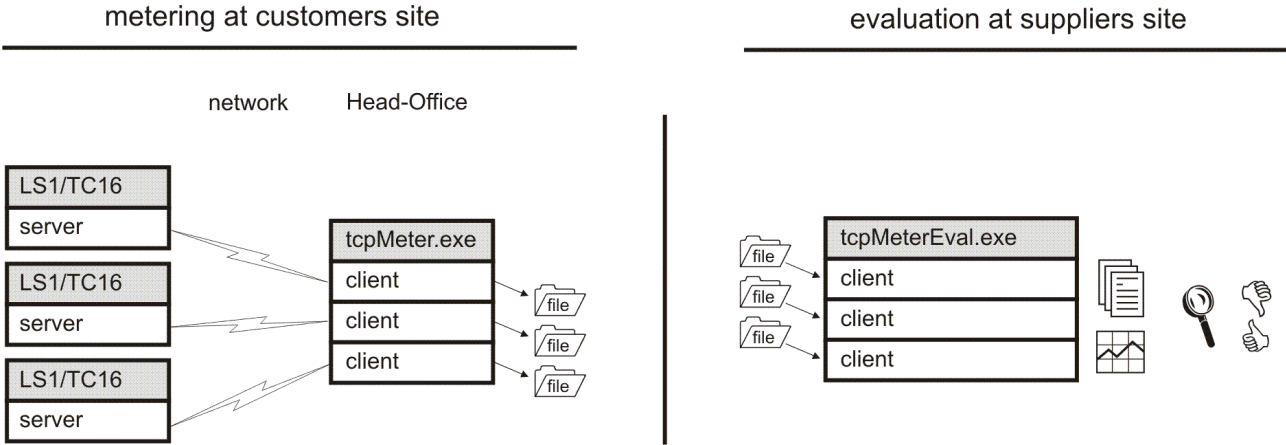 metering at customers site
evaluation at suppliers site
network
Head-Office
LS1/TC16
server
LS1/TC16
server
LS1/TC16
server
tcpMeter.exe
client
client
client
file
file
file
file
file
file
tcpMeterEval.exe
client
client
client